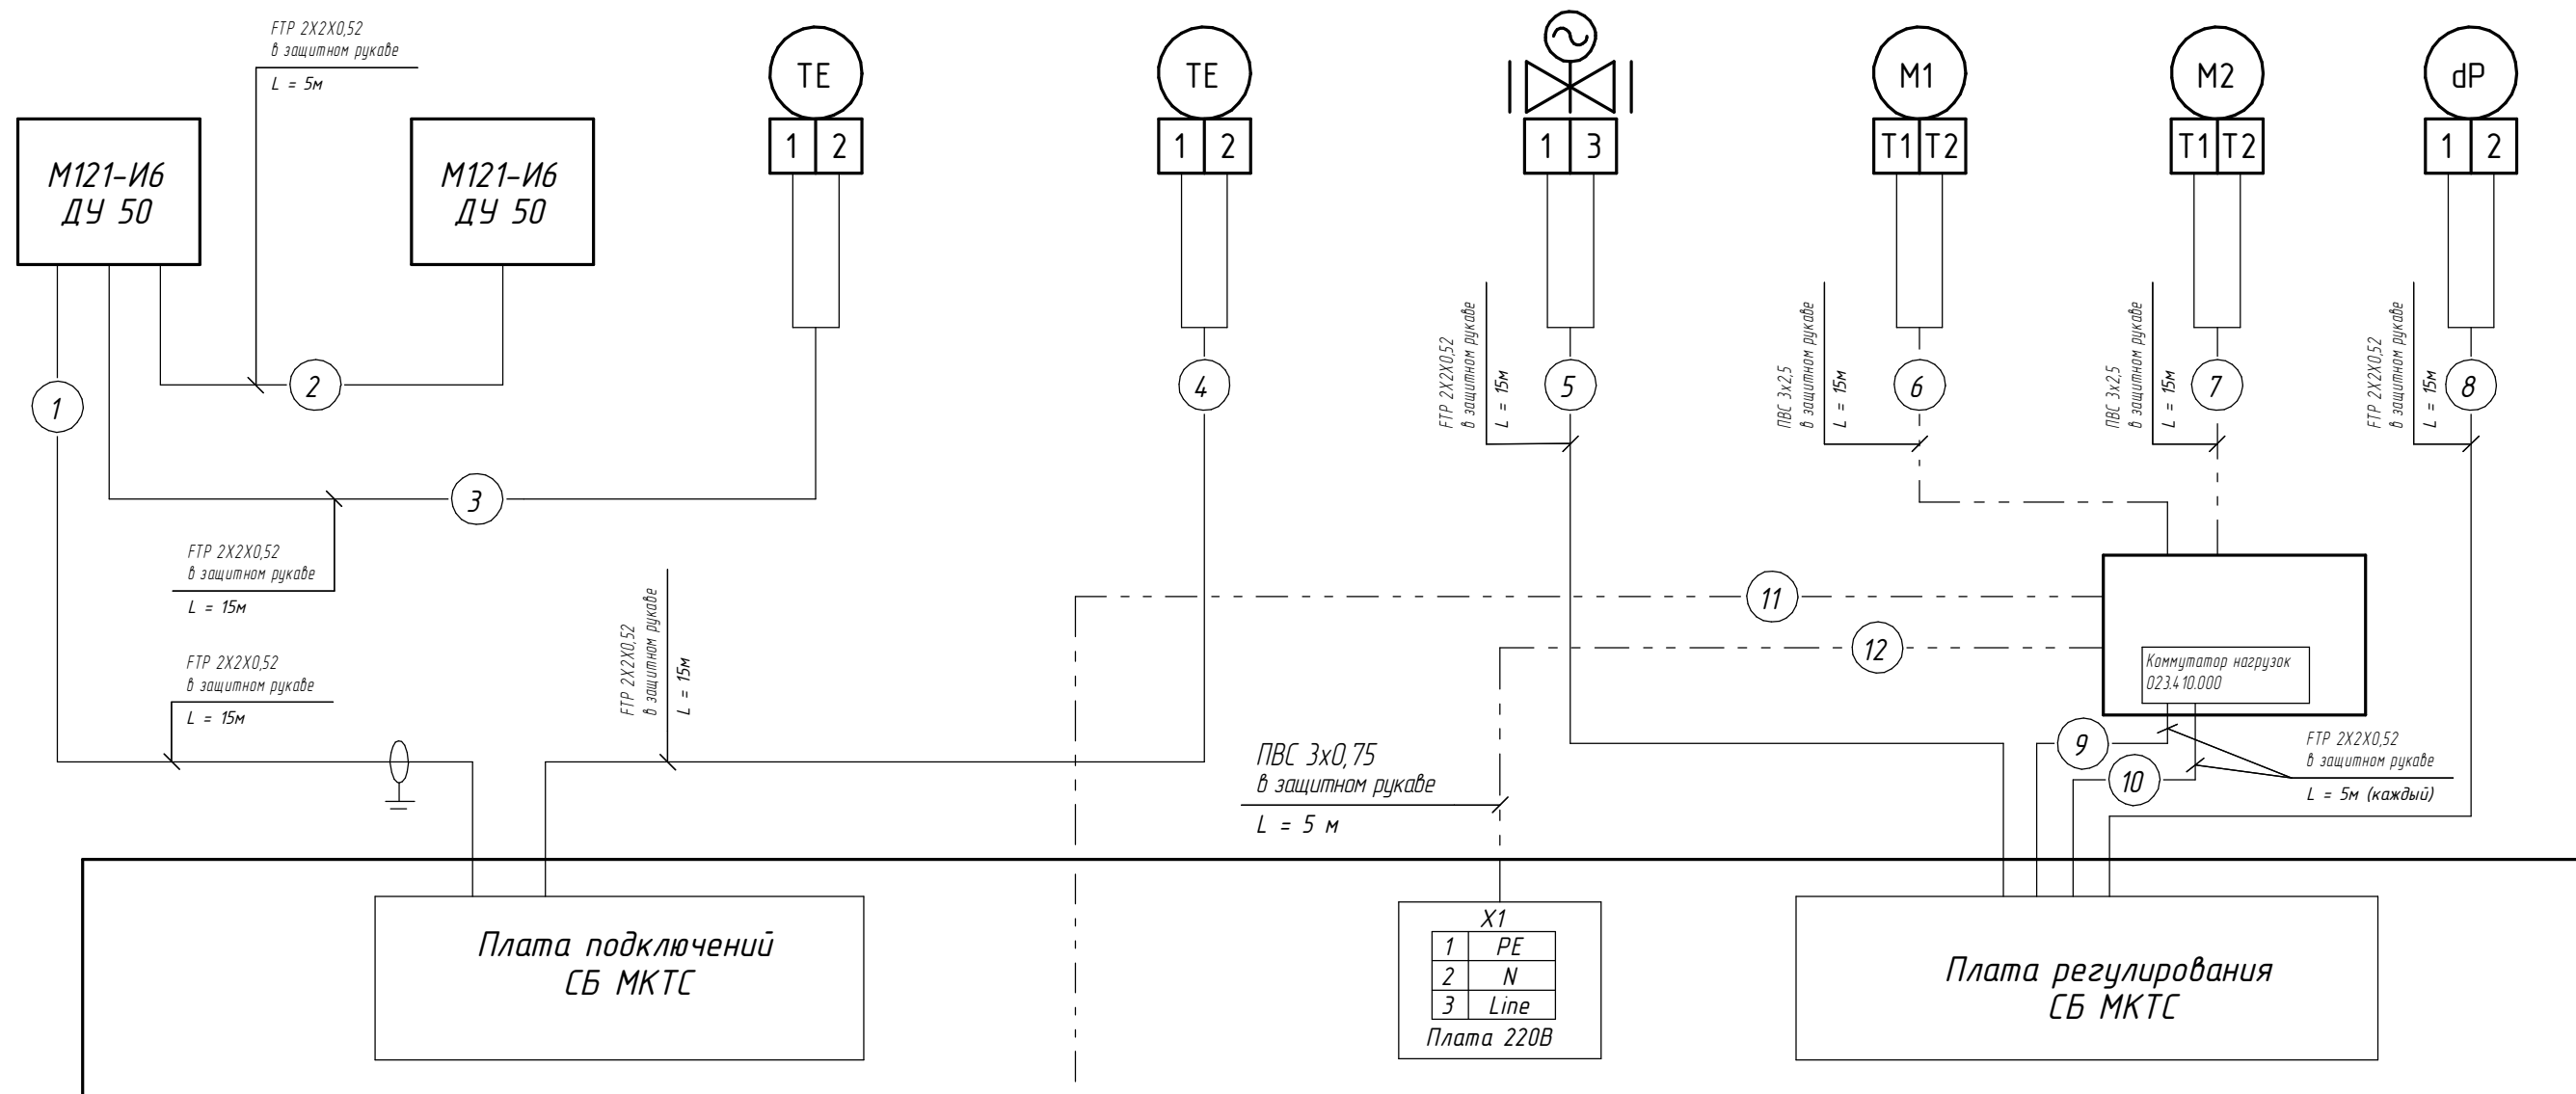 FTP 2X2X0,52
в защитном рукаве
L = 5м
М121-И6
ДУ 50
М121-И6
ДУ 50
TE
1 2
TE
1 2
1 3
M1
T1 T2
M2
T1 T2
dP
1 2
1
2
3
4
5
6
7
8
FTP 2X2X0,52
в защитном рукаве
L = 15м
ПВС 3х2,5
в защитном рукаве
L = 15м
ПВС 3х2,5
в защитном рукаве
L = 15м
FTP 2X2X0,52
в защитном рукаве
L = 15м
FTP 2X2X0,52
в защитном рукаве
L = 15м
FTP 2X2X0,52
в защитном рукаве
L = 15м
FTP 2X2X0,52
в защитном рукаве
L = 15м
11
12
Коммутатор нагрузок
023.410.000
9
10
FTP 2X2X0,52
в защитном рукаве
L = 5м (каждый)
ПВС 3х0,75
в защитном рукаве
L = 5 м
Плата подключений
СБ МКТС
X1
1 PE
2 N
3 Line
Плата 220В
Плата регулирования
СБ МКТС